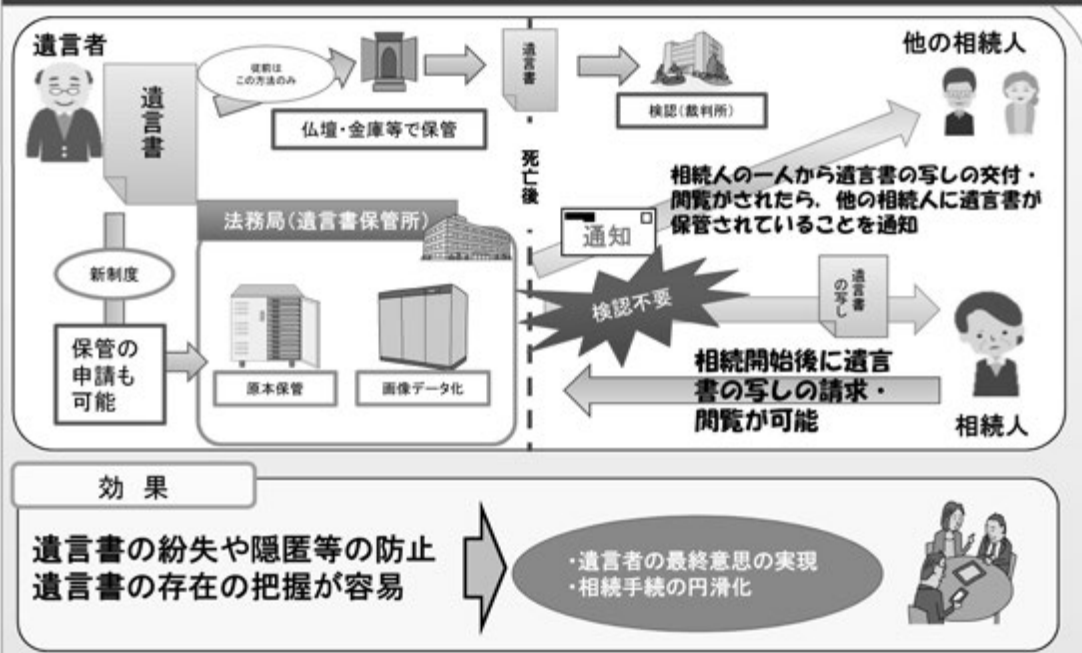 遺言者
遺言書
従前は
この方法のみ
仏壇・金庫等で保管
遺言書
検認(裁判所)
他の相続人
死亡後
相続人の一人から遺言書の写しの交付・
閲覧がされたら,他の相続人に遺言書が
保管されていることを通知
通知
法務局(遺言書保管所)
新制度
保管の
申請も
可能
原本保管
画像データ化
検認不要
遺言書
の写し
相続開始後に遺言
書の写しの請求・
閲覧が可能
相続人
効果
遺言書の紛失や隠匿等の防止
遺言書の存在の把握が容易
・遺言者の最終意思の実現
・相続手続の円滑化